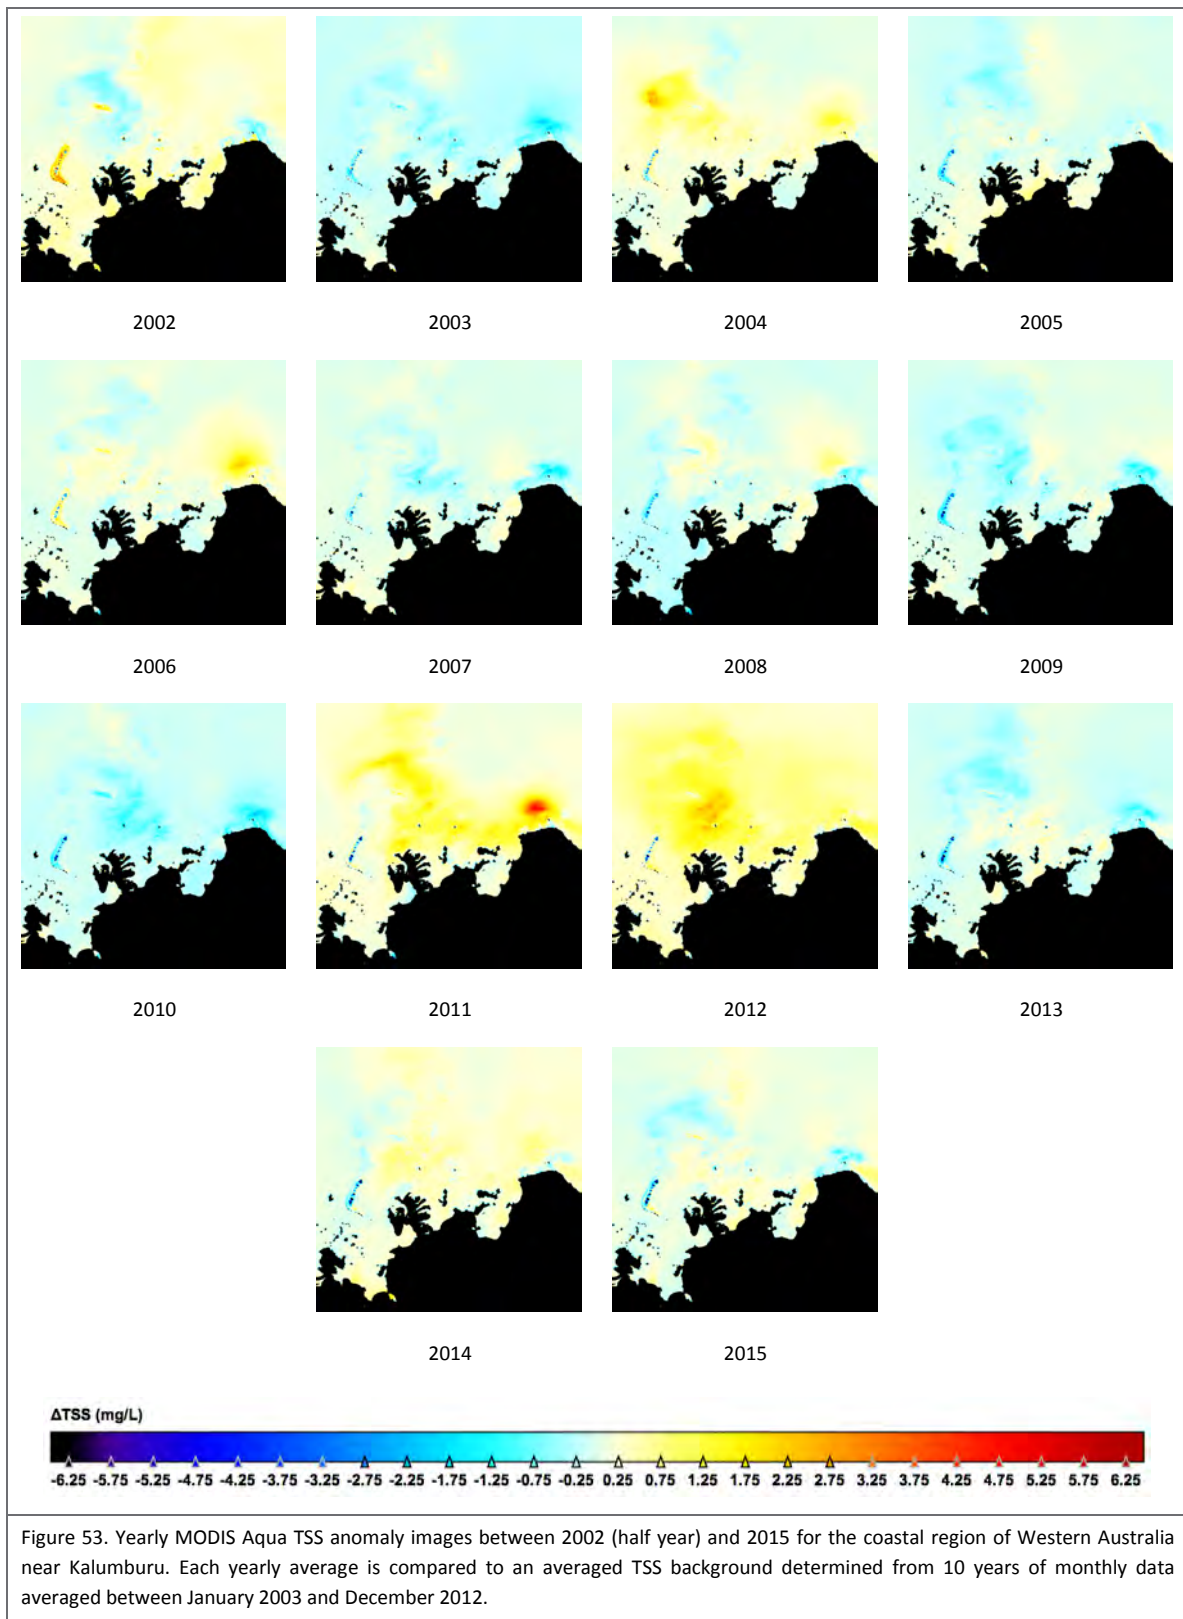 2002 2003 2004 2005
2006 2007 2008 2009
2010 2011 2012 2013
2014 2015
ΔTSS (mg/L)
-6.25 -5.75 -5.25 -4.75 -4.25 -3.75 -3.25 -2.75 -2.25 -1.75 -1.25 -0.75 -0.25 0.25 0.75 1.25 1.75 2.25 2.75 3.25 3.75 4.25 4.75 5.25 5.75 6.25
Figure 53. Yearly MODIS Aqua TSS anomaly images between 2002 (half year) and 2015 for the coastal region of Western Australia
near Kalumburu. Each yearly average is compared to an averaged TSS background determined from 10 years of monthly data
averaged between January 2003 and December 2012.